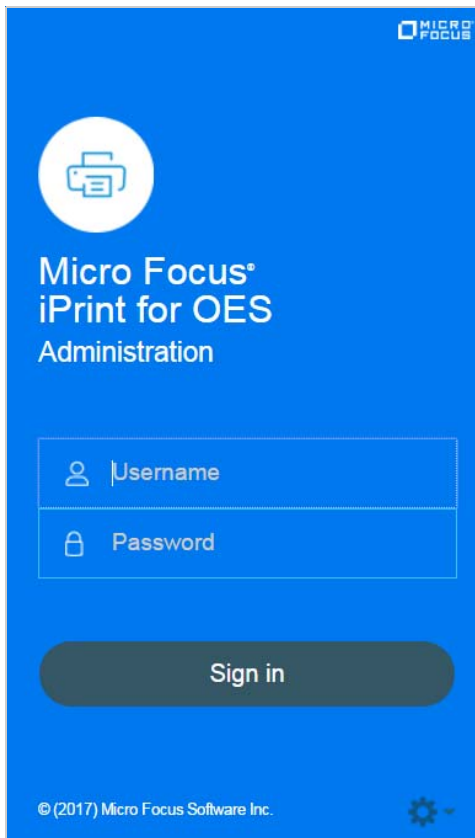 MICRO
FOCUS
Micro Focus®
iPrint for OES
Administration
Username
Password
Sign in
© (2017) Micro Focus Software Inc.